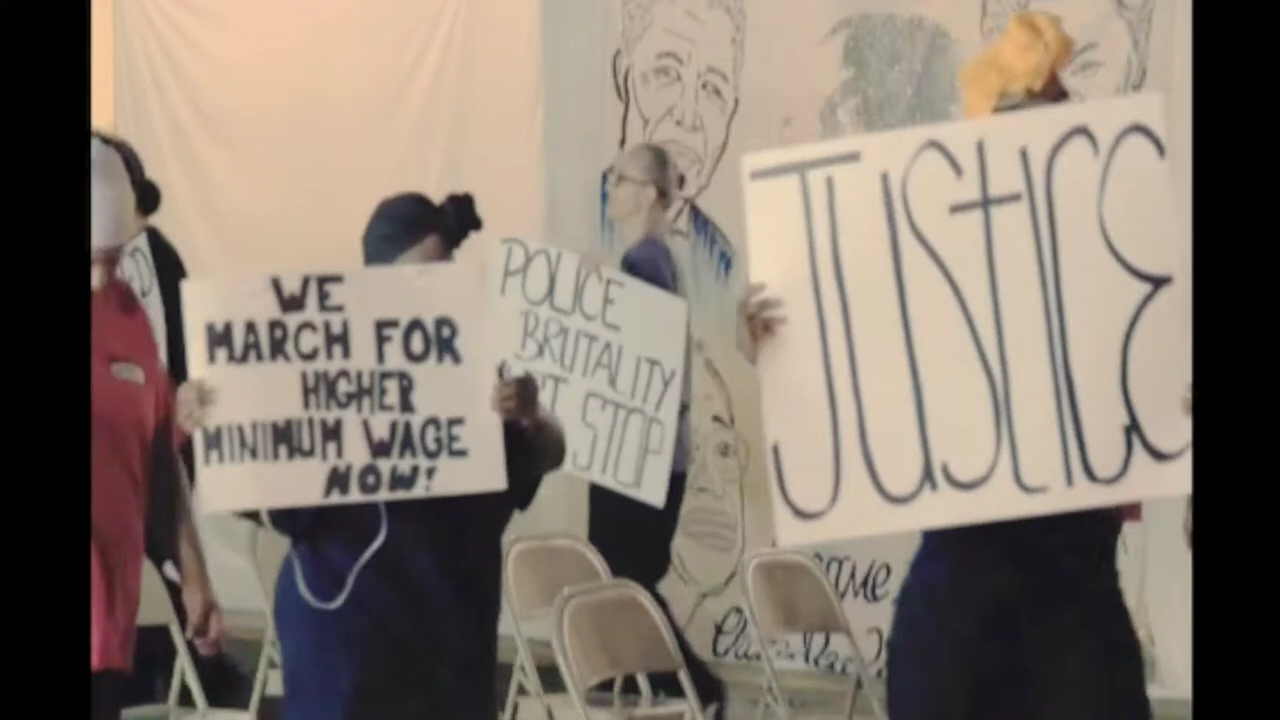 WE
MARCH FOR
HIGHER
MINIMUM WAGE
NOW!
POLICE
BRUTALITY
STOP
JUSTICE